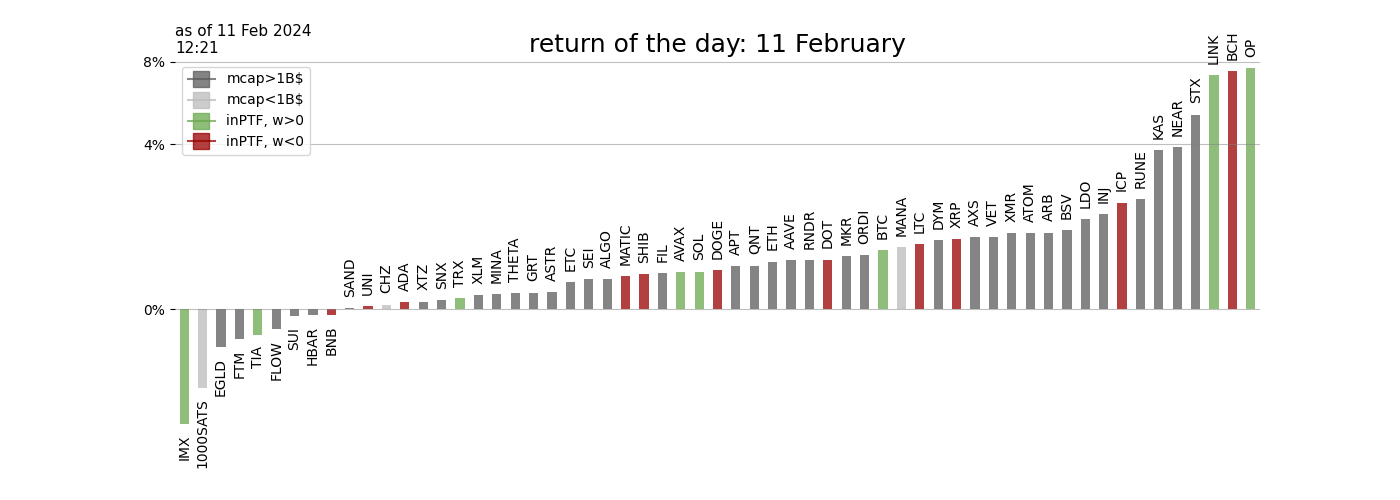 as of 11 Feb 2024
12:21
return of the day: 11 February
8%
4%
0%
mcap>1B$
mcap<1B$
inPTF, w>0
inPTF, w<0
IMX
1000SATS
EGLD
FTM
TIA
FLOW
SUI
HBAR
BNB
SAND
UNI
CHZ
ADA
XTZ
SNX
TRX
XLM
MINA
THETA
GRT
ASTR
ETC
SEI
ALGO
MATIC
SHIB
FIL
AVAX
SOL
DOGE
APT
QNT
ETH
AAVE
RNDR
DOT
MKR
ORDI
BTC
MANA
LTC
DYM
XRP
AXS
VET
XMR
ATOM
ARB
BSV
LDO
INJ
ICP
RUNE
KAS
NEAR
STX
LINK
BCH
OP